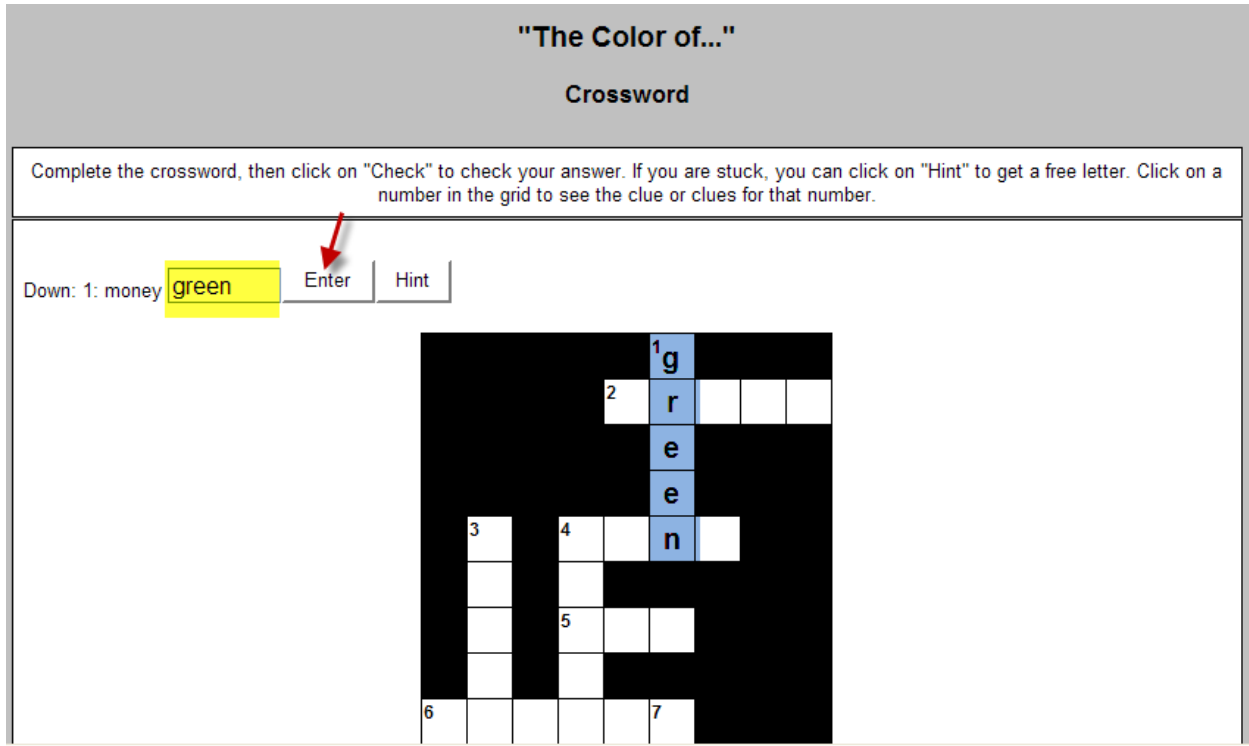 "The Color of..."
Crossword
Complete the crossword, then click on "Check" to check your answer. If you are stuck, you can click on "Hint" to get a free letter. Click on a
number in the grid to see the clue or clues for that number.
Down: 1: money green Enter Hint
1 g
2 r
e
e
3 4 n
5
6 7